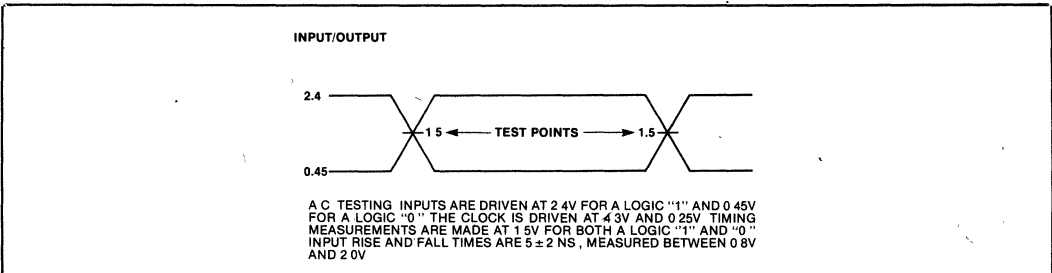 INPUT/OUTPUT
2.4
1 5 TEST POINTS 1.5
0.45
A C TESTING INPUTS ARE DRIVEN AT 2 4V FOR A LOGIC "1" AND 0 45V
FOR A LOGIC "0" THE CLOCK IS DRIVEN AT 4 3V AND 0 25V TIMING
MEASUREMENTS ARE MADE AT 1 5V FOR BOTH A LOGIC "1" AND "0"
INPUT RISE AND FALL TIMES ARE 5 ± 2 NS, MEASURED BETWEEN 0 8V
AND 2 0V